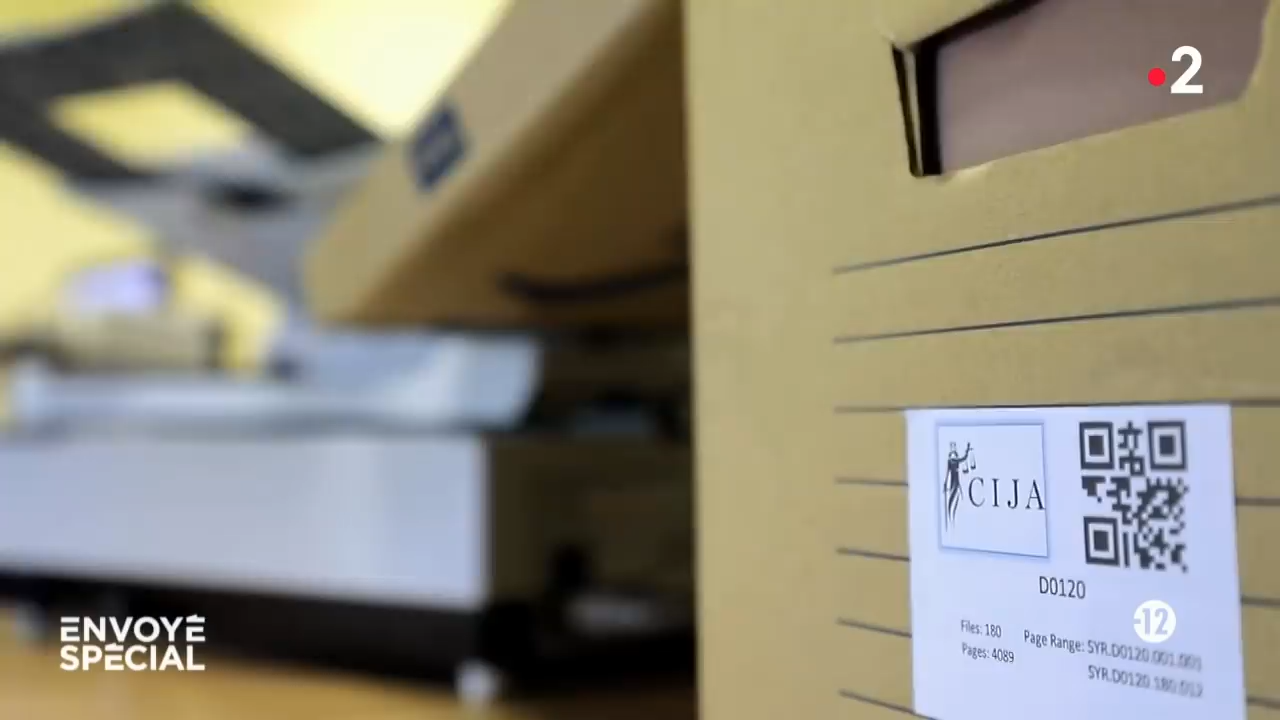 2
CIJA
D0120
Files: 180
Pages: 4089
Page Range: SYR.D0120.001.001
SYR.D0120.180.012
-12
ENVOYÉ
SPÉCIAL